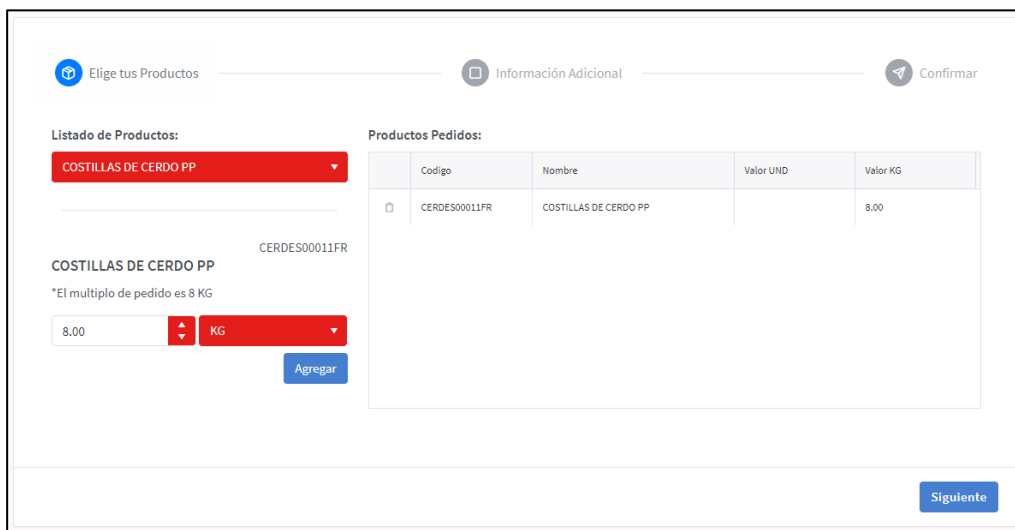 Elige tus Productos
Información Adicional
Confirmar
Listado de Productos:
COSTILLAS DE CERDO PP
CERDES00011FR
COSTILLAS DE CERDO PP
*El multiplo de pedido es 8 KG
8.00
KG
Agregar
Productos Pedidos:
Codigo Nombre Valor UND Valor KG
CERDES00011FR COSTILLAS DE CERDO PP 8.00
Siguiente